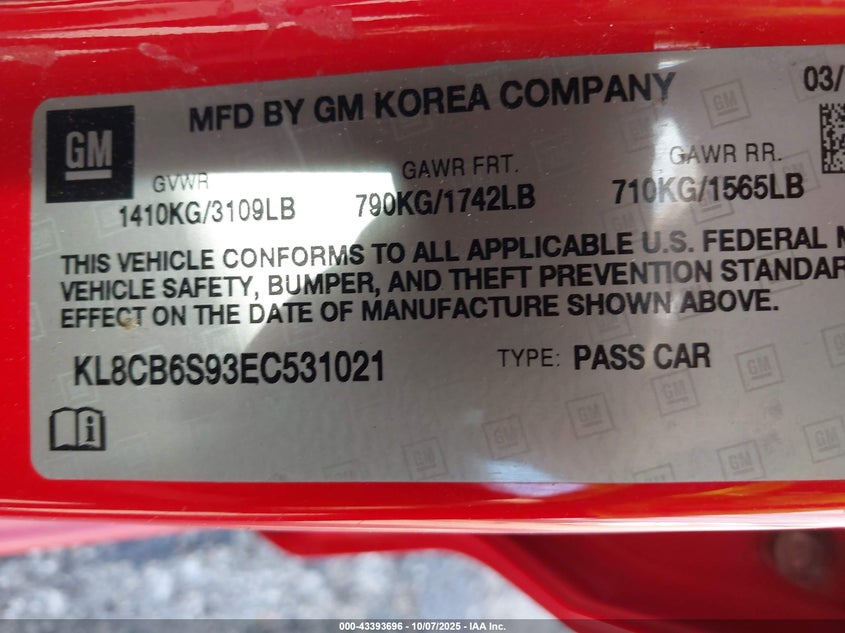 MFD BY GM KOREA COMPANY 03/
GM
GVWR GAWR FRT. GAWR RR.
1410KG/3109LB 790KG/1742LB 710KG/1565LB
THIS VEHICLE CONFORMS TO ALL APPLICABLE U.S. FEDERAL M
VEHICLE SAFETY, BUMPER, AND THEFT PREVENTION STANDAR
EFFECT ON THE DATE OF MANUFACTURE SHOWN ABOVE.
KL8CB6S93EC531021 TYPE: PASS CAR
000-43393696 - 10/07/2025 - IAA Inc.